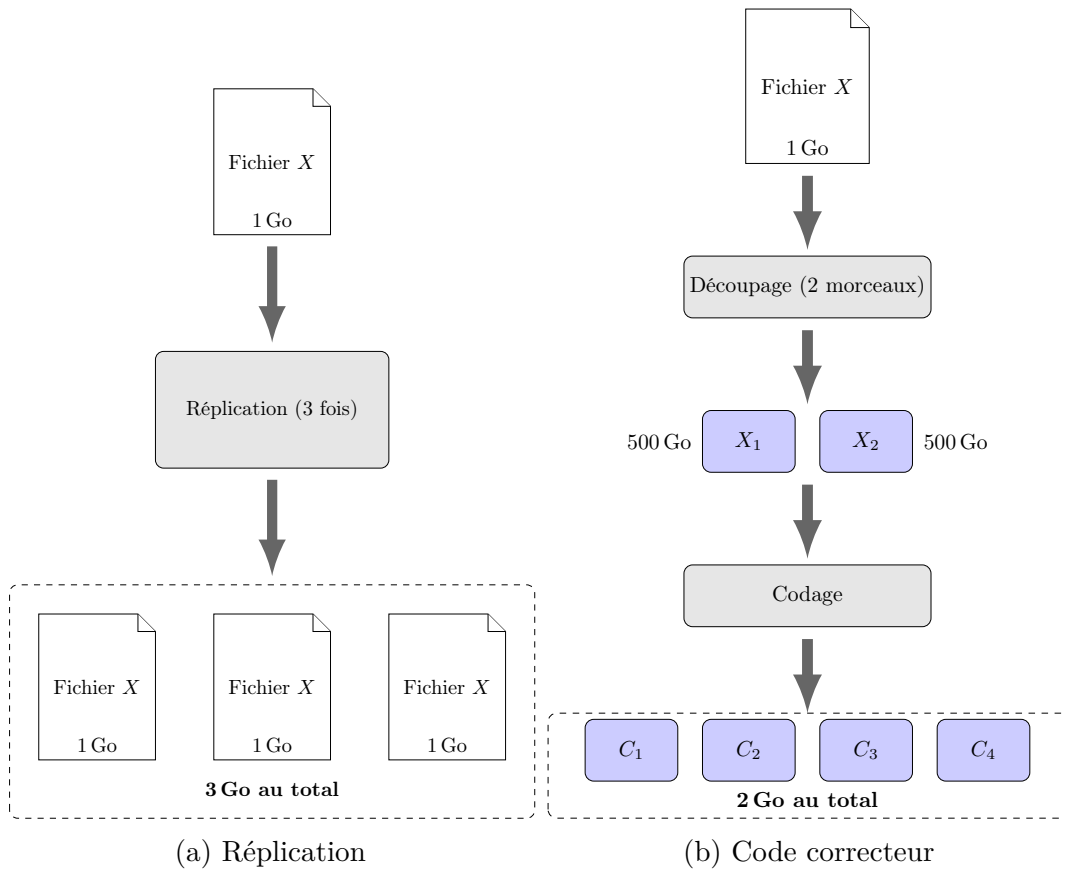 Fichier X
1 Go
Réplication (3 fois)
Fichier X
1 Go
Fichier X
1 Go
Fichier X
1 Go
3 Go au total
(a) Réplication
Fichier X
1 Go
Découpage (2 morceaux)
500 Go X1 X2 500 Go
Codage
C1 C2 C3 C4
2 Go au total
(b) Code correcteur